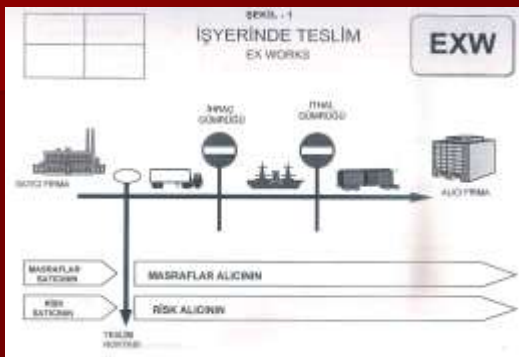 ŞEKİL - 1
İŞYERİNDE TESLİM
EX WORKS
EXW
İHRAÇ
GÜMRÜĞÜ
İTHAL
GÜMRÜĞÜ
SATICI FİRMA
ALICI FİRMA
MASRAFLAR
SATICININ
MASRAFLAR ALICININ
RİSK
SATICININ
RİSK ALICININ
TESLİM
NOKTASI